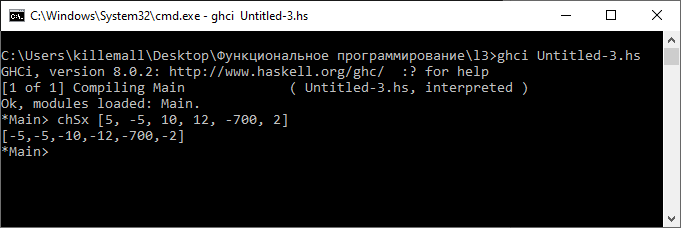 C:\Windows\System32\cmd.exe - ghci Untitled-3.hs
C:\Users\killemall\Desktop\Функциональное программирование\l3>ghci Untitled-3.hs
GHCi, version 8.0.2: http://www.haskell.org/ghc/  :? for help
[1 of 1] Compiling Main             ( Untitled-3.hs, interpreted )
Ok, modules loaded: Main.
*Main> chSx [5, -5, 10, 12, -700, 2]
[-5,-5,-10,-12,-700,-2]
*Main>